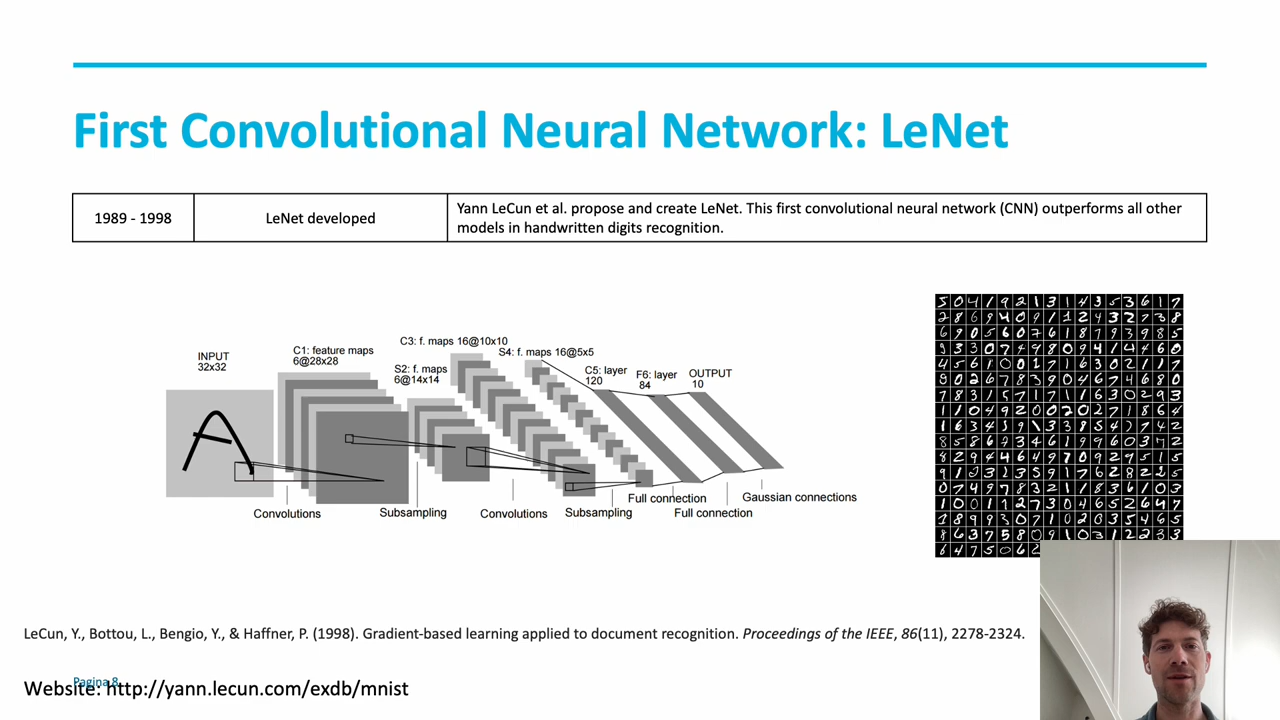 First Convolutional Neural Network: LeNet
1989 - 1998
LeNet developed
Yann LeCun et al. propose and create LeNet. This first convolutional neural network (CNN) outperforms all other
models in handwritten digits recognition.
INPUT
32x32
C1: feature maps
6@28x28
S2: f. maps
6@14x14
C3: f. maps 16@10x10
S4: f. maps 16@5x5
C5: layer
120
F6: layer
84
OUTPUT
10
Convolutions
Subsampling
Convolutions
Subsampling
Full connection
Full connection
Gaussian connections
LeCun, Y., Bottou, L., Bengio, Y., & Haffner, P. (1998). Gradient-based learning applied to document recognition. Proceedings of the IEEE, 86(11), 2278-2324.
Pagina 8
Website: http://yann.lecun.com/exdb/mnist